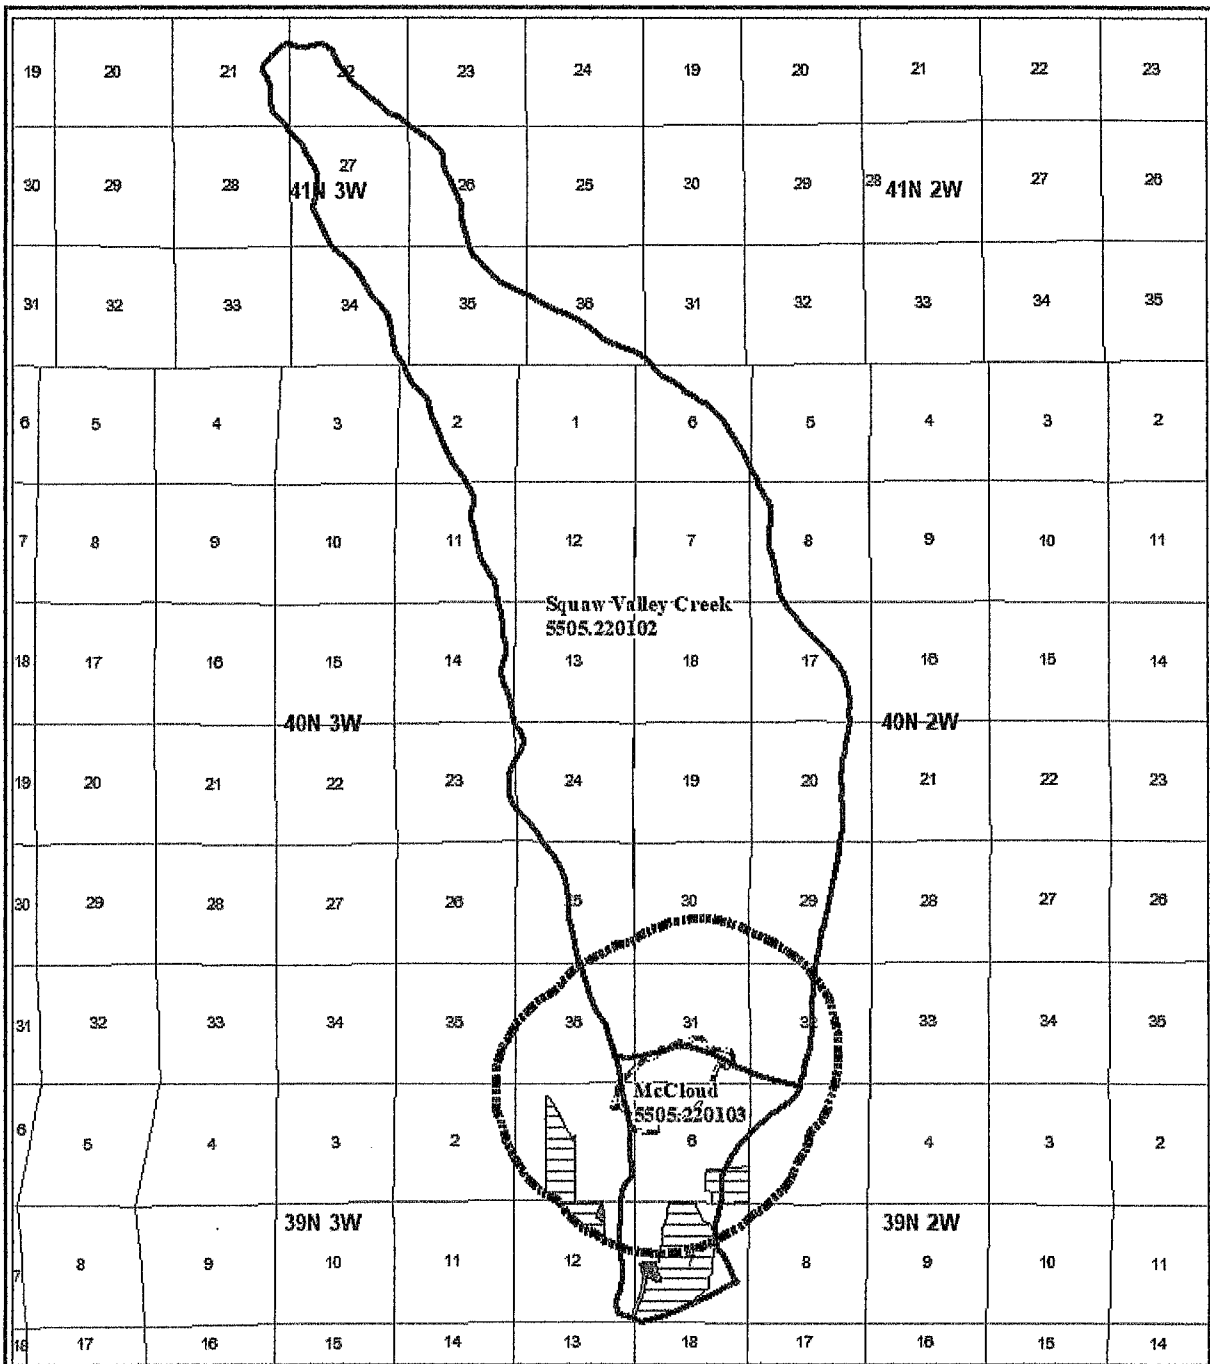 19 20 21 22 23 24 19 20 21 22 23
27
30 29 28 26 25 30 29 28 27 26
41N 3W 41N 2W
31 32 33 34 35 36 31 32 33 34 35
6 5 4 3 2 1 6 5 4 3 2
7 8 9 10 11 12 7 8 9 10 11
Squaw Valley Creek
5505.220102
18 17 16 15 14 13 18 17 16 15 14
40N 3W 40N 2W
19 20 21 22 23 24 19 20 21 22 23
30 29 28 27 26 25 30 29 28 27 26
31 32 33 34 35 36 31 32 33 34 35
McCloud
5505.220103
6 5 4 3 2 6 4 3 2
39N 3W 39N 2W
7 8 9 10 11 12 8 9 10 11
18 17 16 15 14 13 18 17 16 15 14